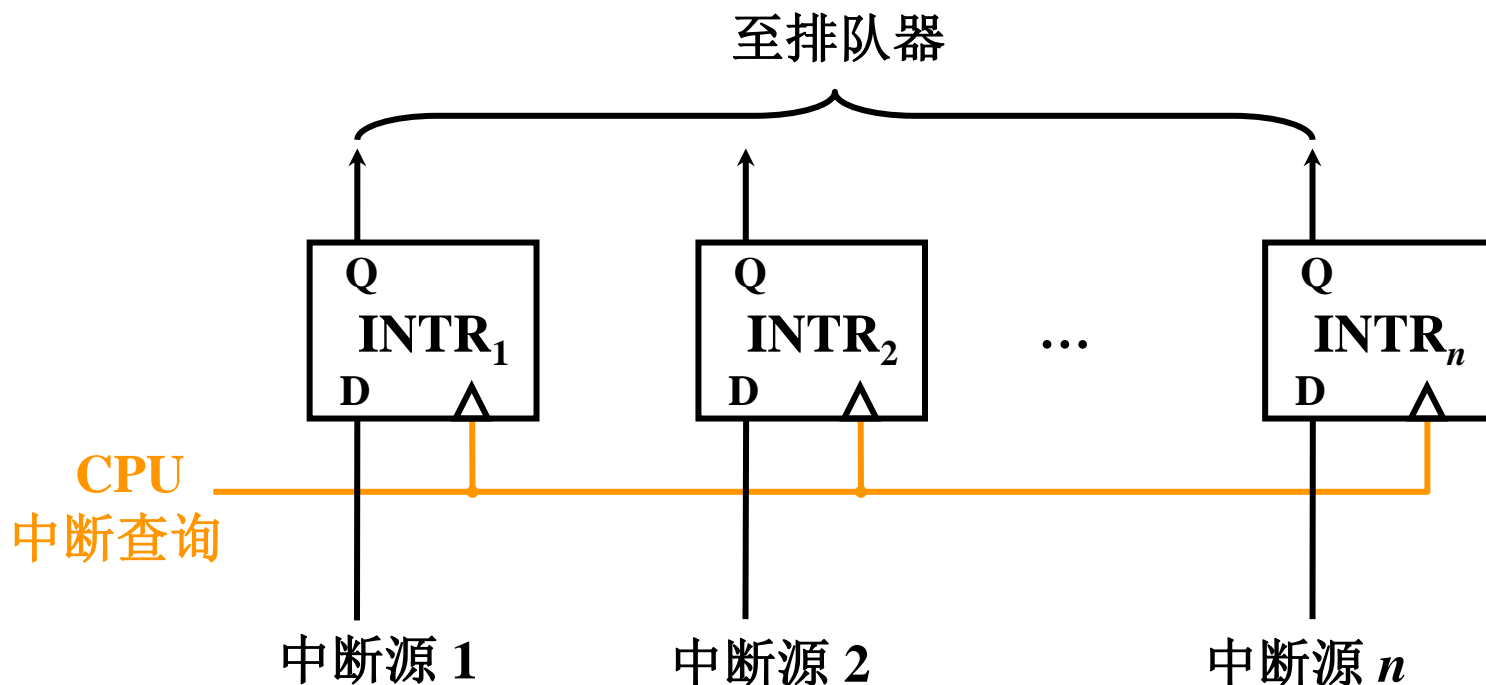 至排队器
Q Q Q
INTR1 INTR2 … INTRn
D D D
CPU
中断查询
中断源 1 中断源 2 中断源 n